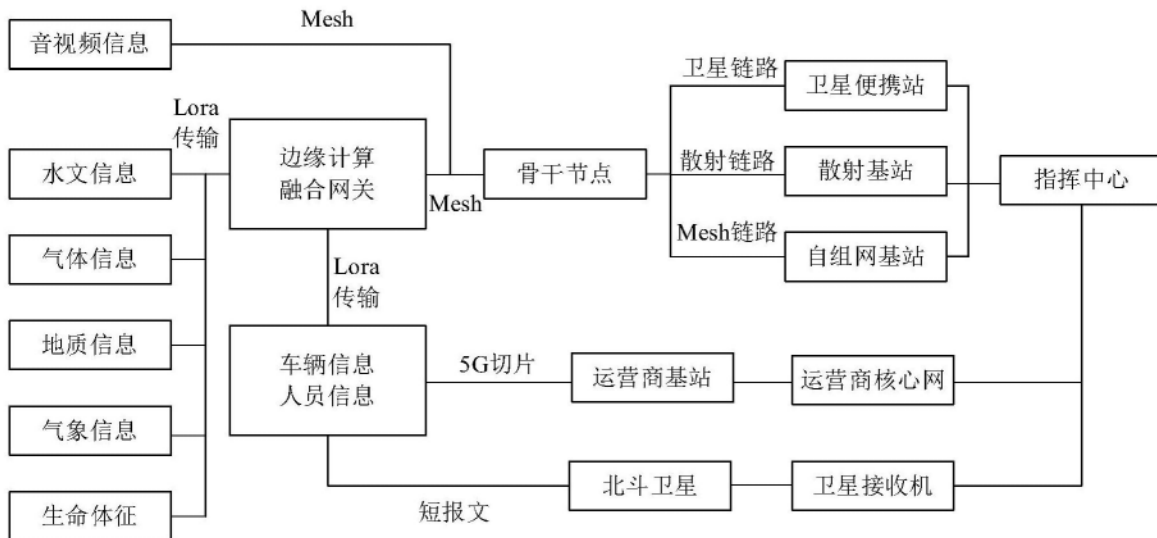 音视频信息
Mesh
Lora
传输
水文信息
气体信息
地质信息
气象信息
生命体征
边缘计算
融合网关
Mesh
骨干节点
卫星链路
卫星便携站
散射链路
散射基站
Mesh链路
自组网基站
指挥中心
Lora
传输
车辆信息
人员信息
5G切片
运营商基站
运营商核心网
短报文
北斗卫星
卫星接收机